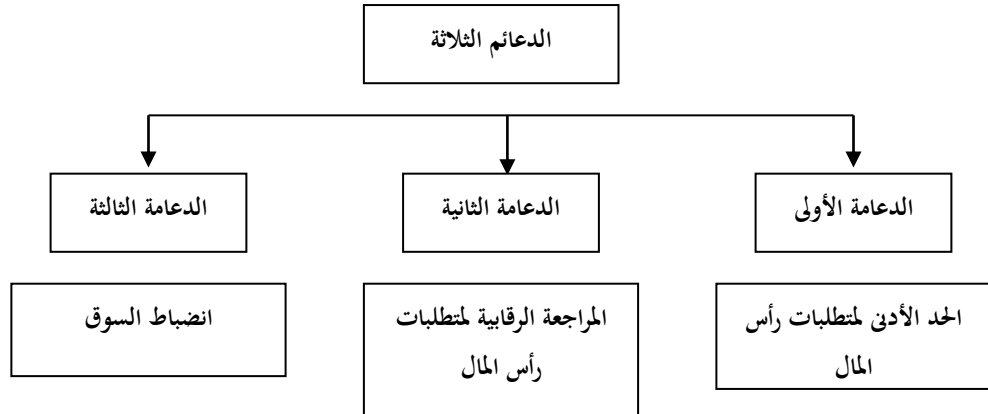 الدعائم الثلاثة
الدعامة الأولى
الدعامة الثانية
الدعامة الثالثة
الحد الأدنى لمتطلبات رأس
المال
المراجعة الرقابية لمتطلبات
رأس المال
انضباط السوق